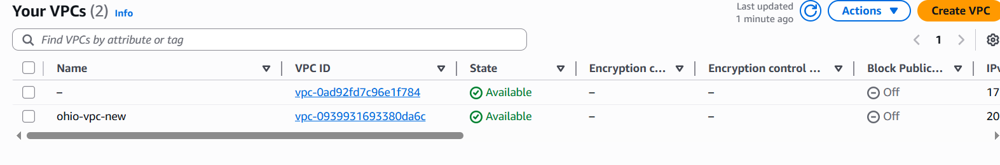 Your VPCs (2) Info
Last updated
1 minute ago
Actions
Create VPC
Find VPCs by attribute or tag
1
Name VPC ID State Encryption c... Encryption control ... Block Public... IPv
– vpc-0ad92fd7c96e1f784 Available – – Off 17
ohio-vpc-new vpc-0939931693380da6c Available – – Off 20